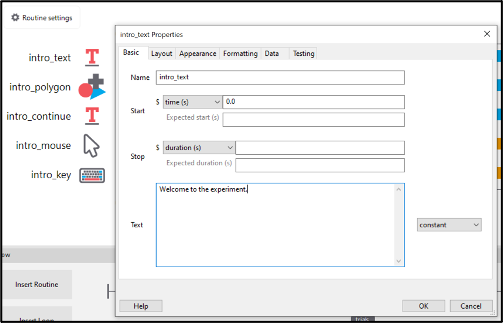 Routine settings
intro_text
intro_polygon
intro_continue
intro_mouse
intro_key
Insert Routine
intro_text Properties
Basic Layout Appearance Formatting Data Testing
Name intro_text
Start $ time (s) 0.0
Expected start (s)
Stop $ duration (s)
Expected duration (s)
Text Welcome to the experiment. constant
Help OK Cancel